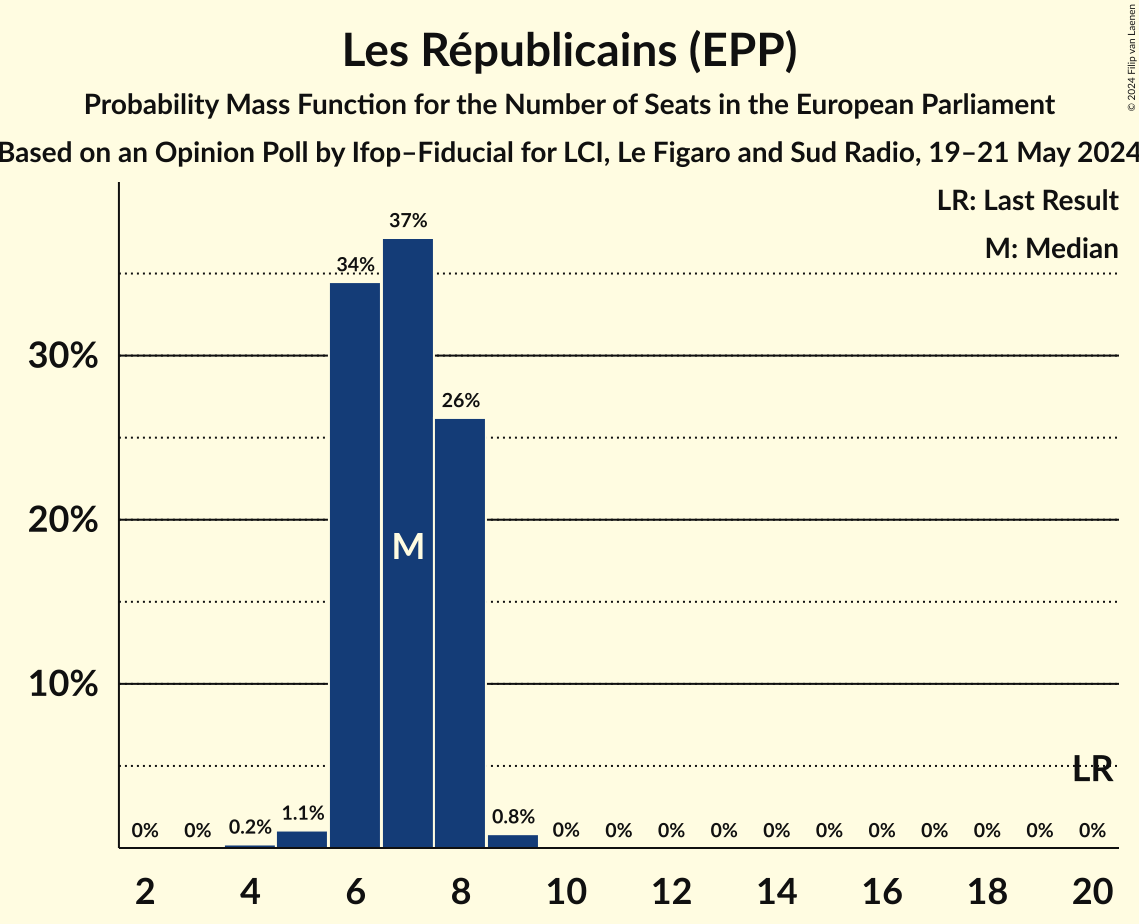 Les Républicains (EPP)
Probability Mass Function for the Number of Seats in the European Parliament
Based on an Opinion Poll by Ifop–Fiducial for LCI, Le Figaro and Sud Radio, 19–21 May 2024
© 2024 Filip van Laenen
LR: Last Result
M: Median
37%
34%
30%
26%
20%
M
10%
LR
0% 0% 0.2% 1.1% 0.8% 0% 0% 0% 0% 0% 0% 0% 0% 0% 0% 0%
2 4 6 8 10 12 14 16 18 20